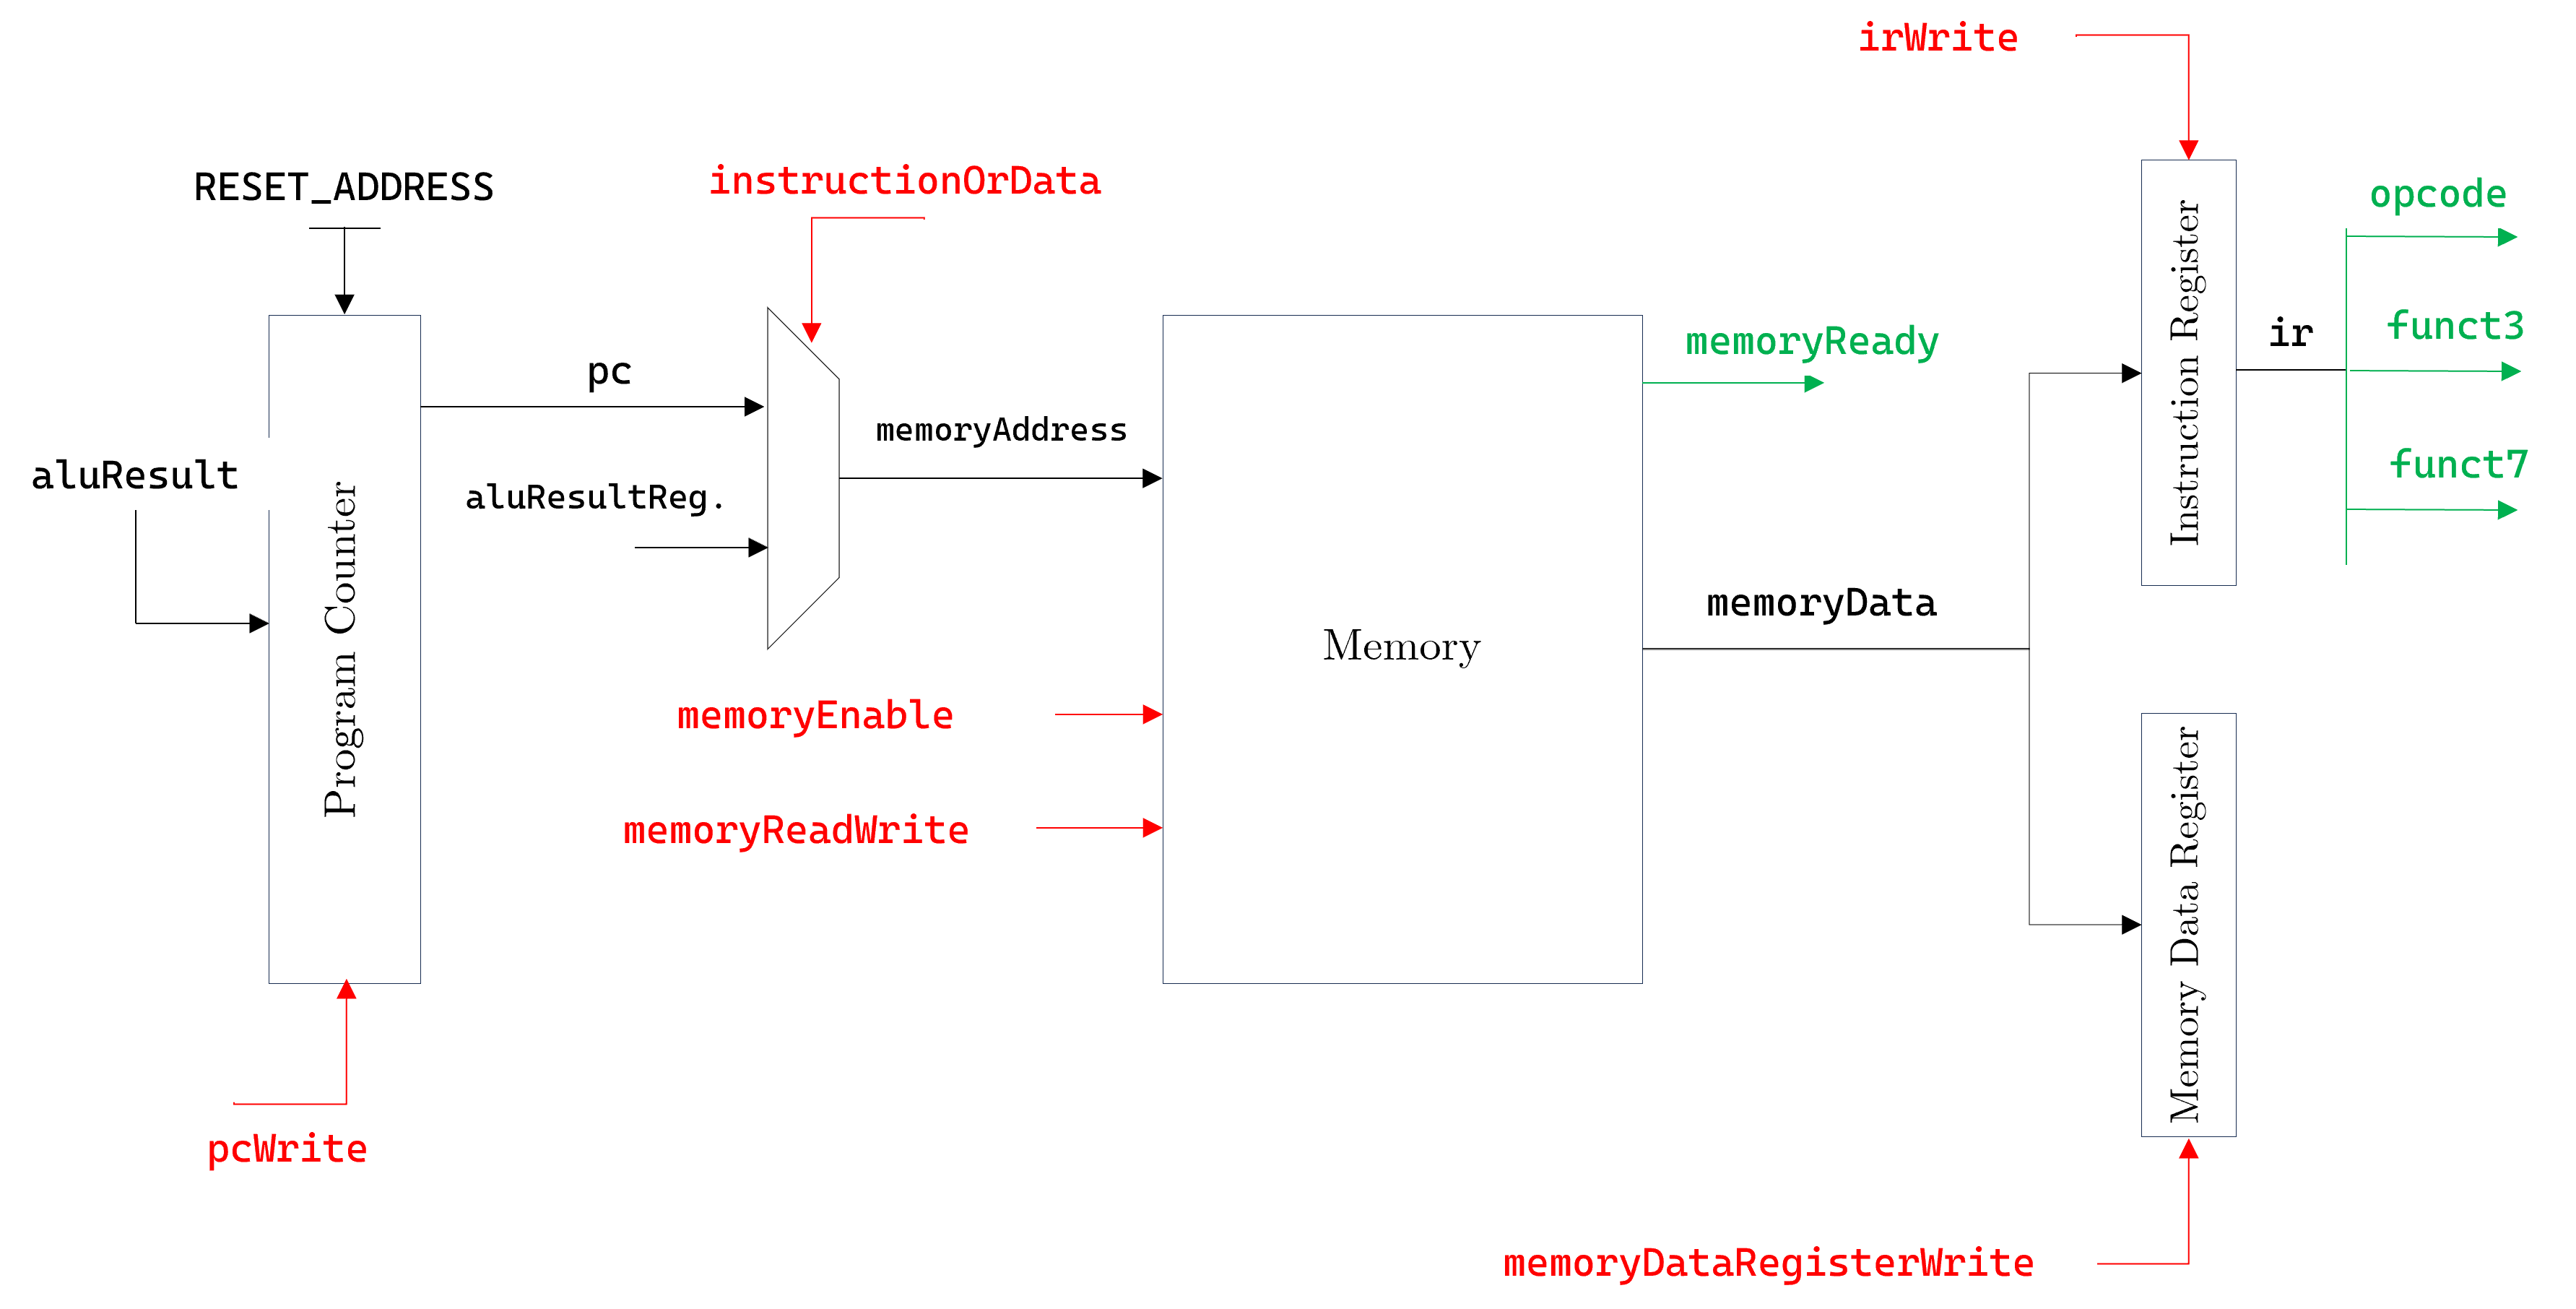 irWrite
RESET_ADDRESS
instructionOrData
opcode
funct3
funct7
ir
Instruction Register
pc
memoryReady
memoryAddress
aluResult
aluResultReg.
Program Counter
memoryData
Memory
memoryEnable
memoryReadWrite
Memory Data Register
pcWrite
memoryDataRegisterWrite